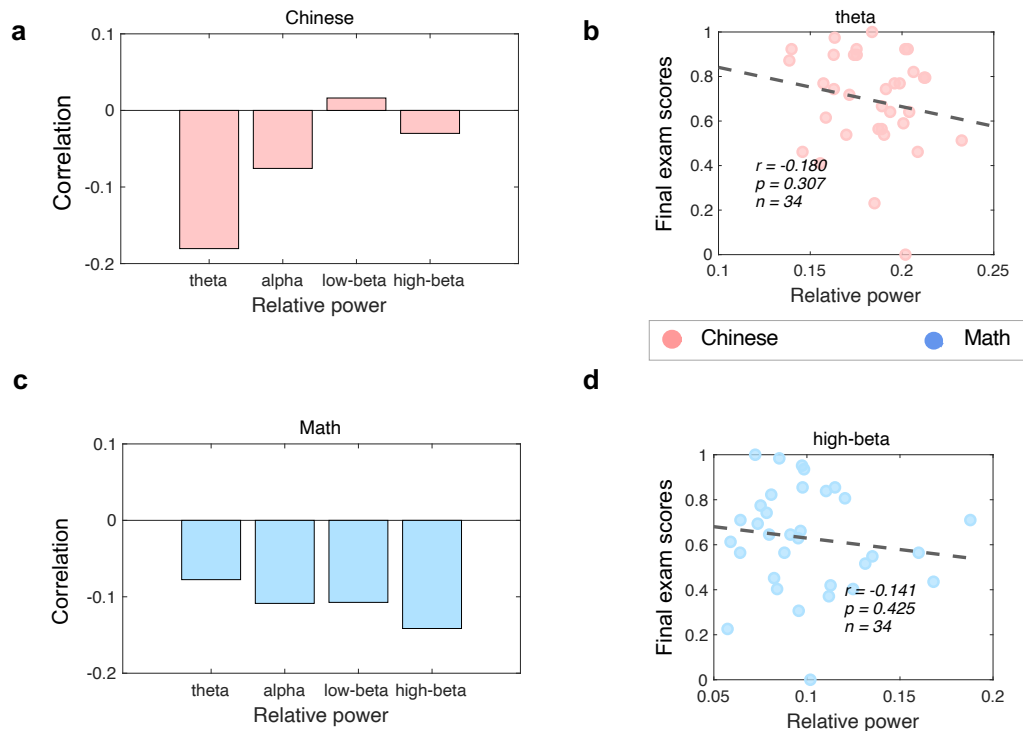 a
Chinese
0.1
0
-0.1
-0.2
Correlation
theta alpha low-beta high-beta
Relative power
b
theta
1
0.8
0.6
0.4
0.2
0
Final exam scores
r = -0.180
p = 0.307
n = 34
0.1 0.15 0.2 0.25
Relative power
Chinese Math
c
Math
0.1
0
-0.1
-0.2
Correlation
theta alpha low-beta high-beta
Relative power
d
high-beta
1
0.8
0.6
0.4
0.2
0
Final exam scores
r = -0.141
p = 0.425
n = 34
0.05 0.1 0.15 0.2
Relative power